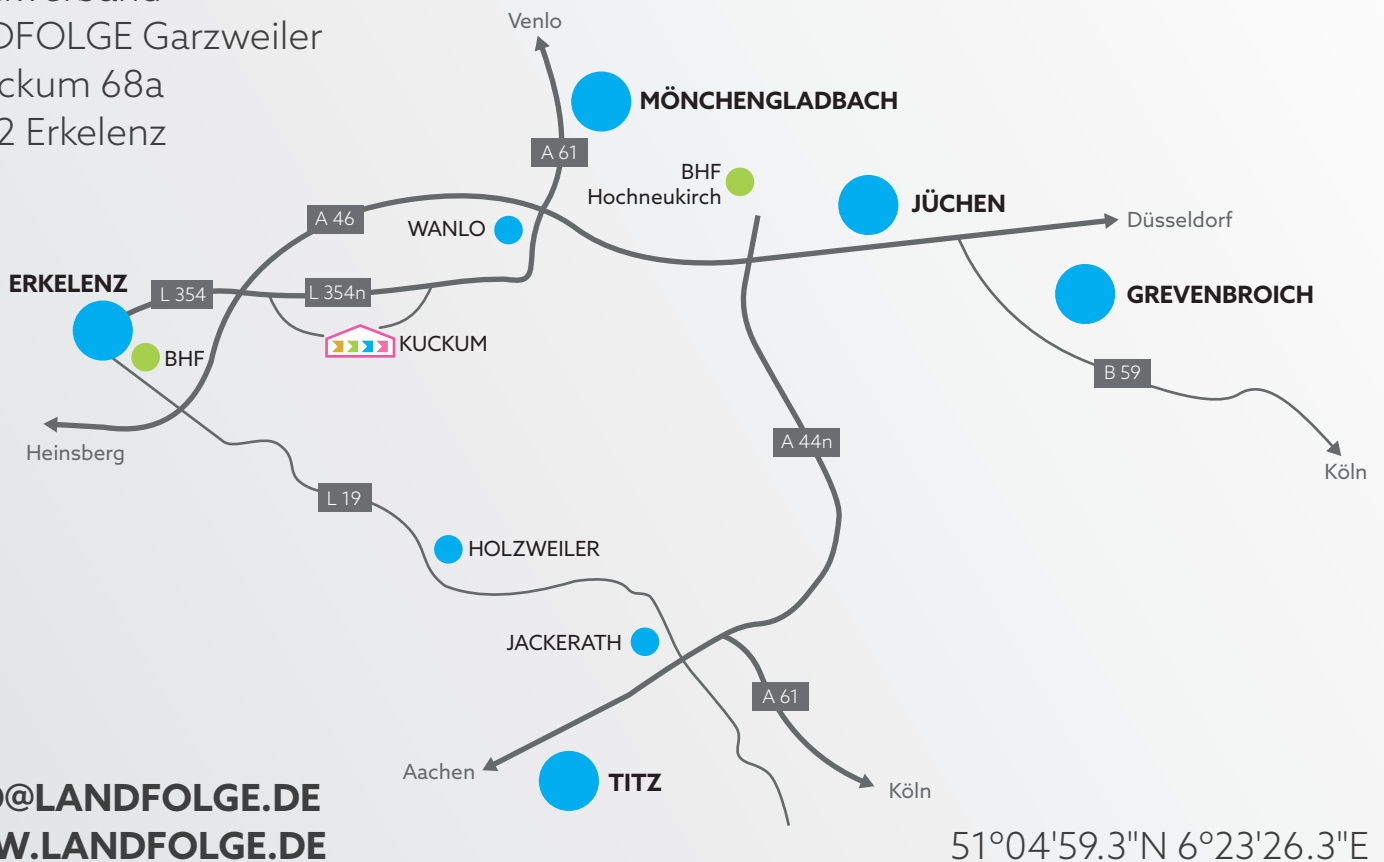 DFOLGE Garzweiler
ckum 68a
2 Erkelenz
Venlo
MÖNCHENGLADBACH
A 61
BHF
Hochneukirch
JÜCHEN
A 46
WANLO
Düsseldorf
ERKELENZ
L 354
L 354n
GREVENBROICH
KUCKUM
BHF
B 59
A 44n
Heinsberg
Köln
L 19
HOLZWEILER
JACKERATH
A 61
Aachen
TITZ
Köln
@LANDFOLGE.DE
W.LANDFOLGE.DE
51°04'59.3"N 6°23'26.3"E